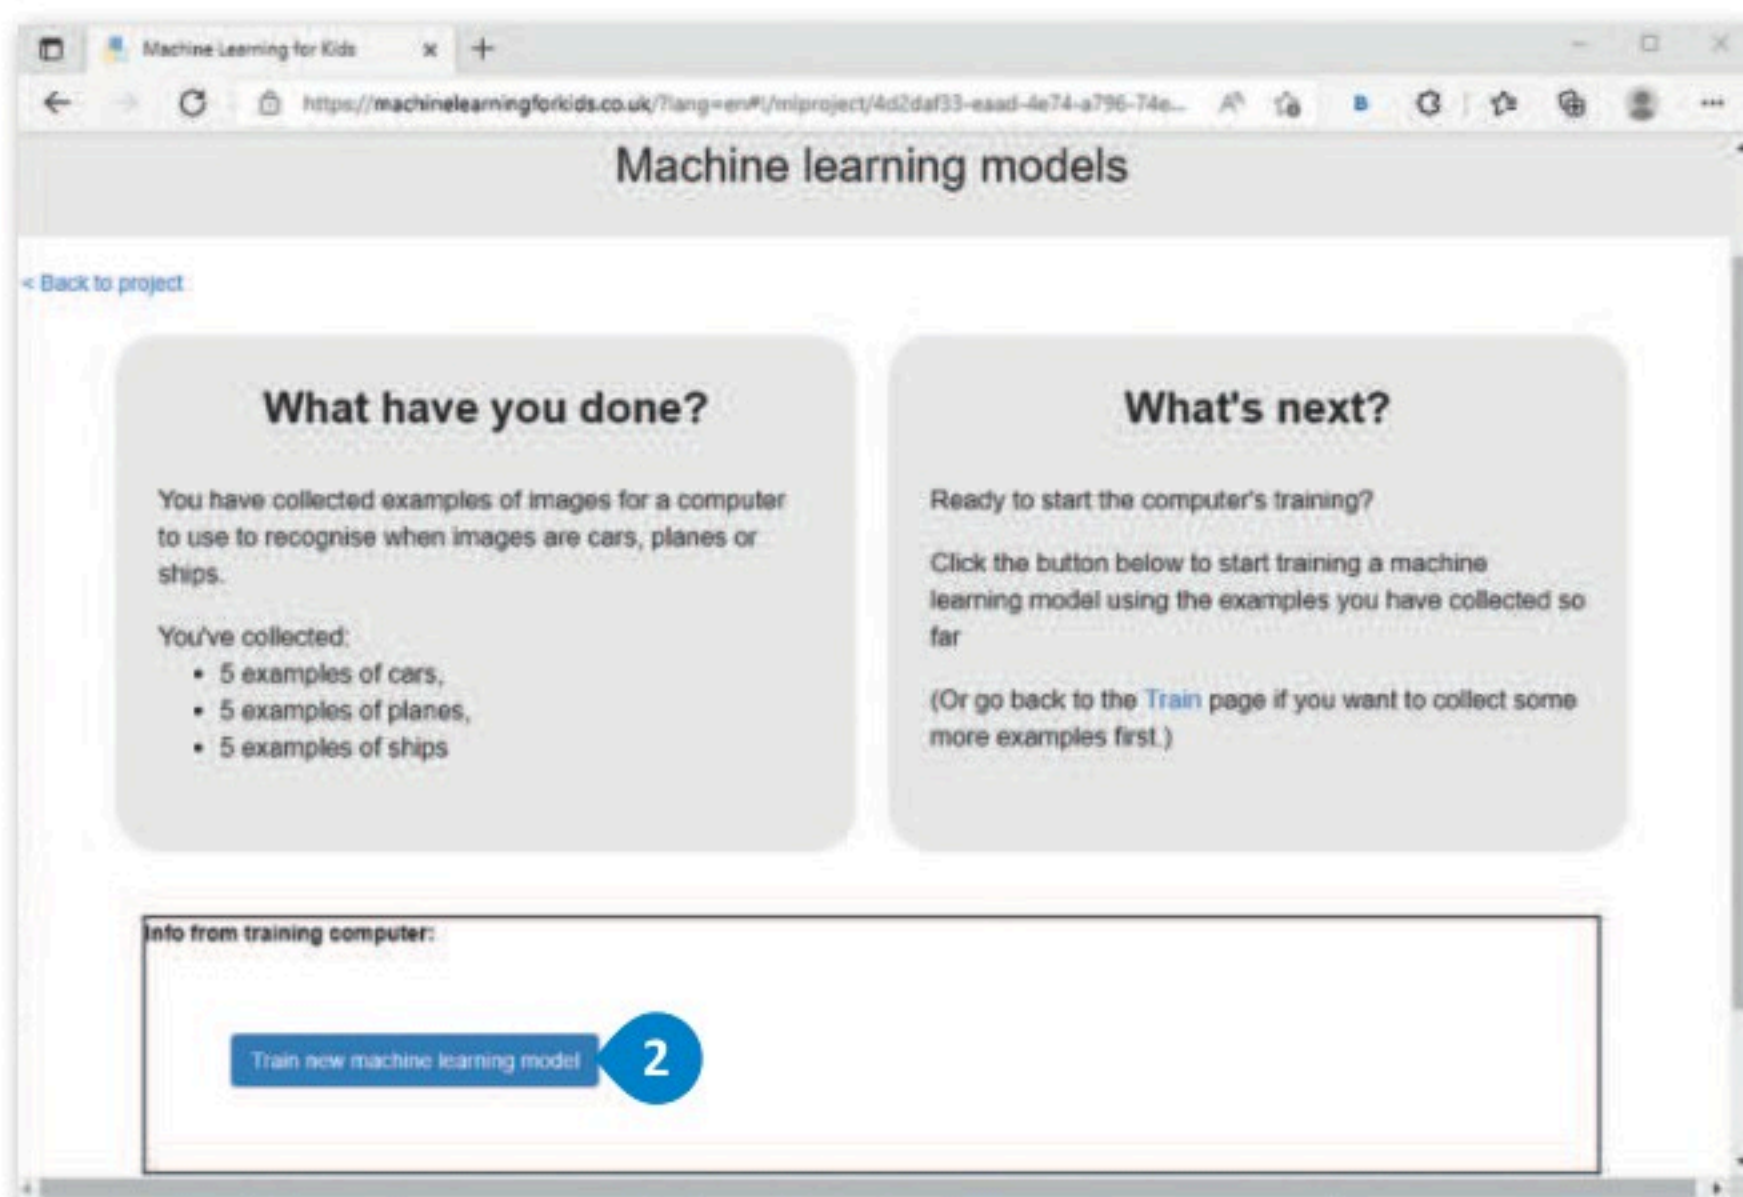 Machine Learning for Kids
https://machinelearningforkids.co.uk/?lang=en#!/mlproject/4d2daf33-eaad-4e74-a796-74e...
Machine learning models
< Back to project
What have you done?
You have collected examples of images for a computer
to use to recognise when images are cars, planes or
ships.
You've collected:
• 5 examples of cars,
• 5 examples of planes,
• 5 examples of ships
What's next?
Ready to start the computer's training?
Click the button below to start training a machine
learning model using the examples you have collected so
far
(Or go back to the Train page if you want to collect some
more examples first.)
Info from training computer:
Train new machine learning model
2